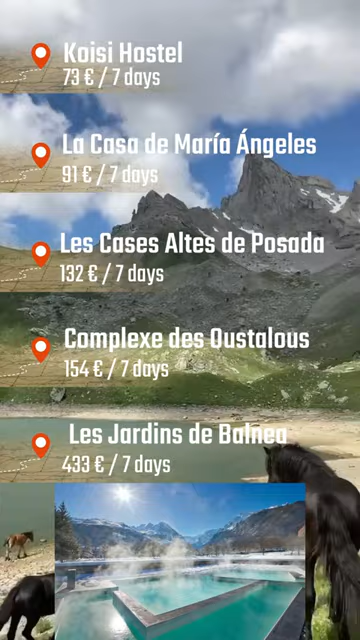 Koisi Hostel
73 € / 7 days
La Casa de María Ángeles
91 € / 7 days
Les Cases Altes de Posada
132 € / 7 days
Complexe des Oustalous
154 € / 7 days
Les Jardins de Balnea
433 € / 7 days